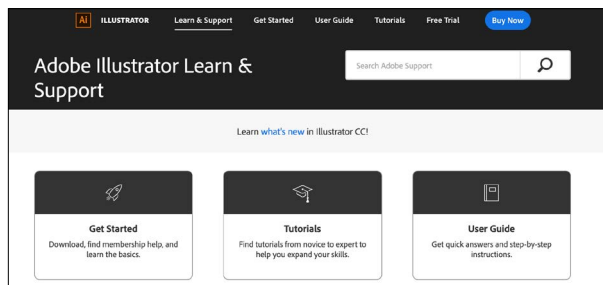 Ai ILLUSTRATOR Learn & Support Get Started User Guide Tutorials Free Trial Buy Now
Adobe Illustrator Learn &
Support
Search Adobe Support
Learn what's new in Illustrator CC!
Get Started
Download, find membership help, and
learn the basics.
Tutorials
Find tutorials from novice to expert to
help you expand your skills.
User Guide
Get quick answers and step-by-step
instructions.